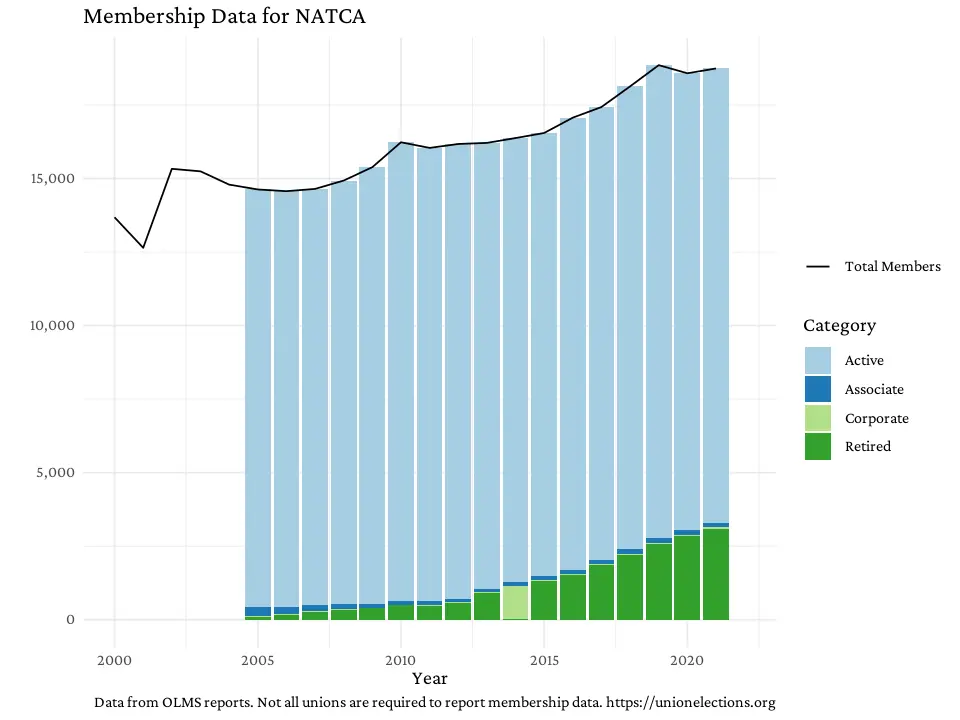 Membership Data for NATCA
15,000
10,000
5,000
0
2000 2005 2010 2015 2020
Year
Total Members
Category
Active
Associate
Corporate
Retired
Data from OLMS reports. Not all unions are required to report membership data. https://unionelections.org